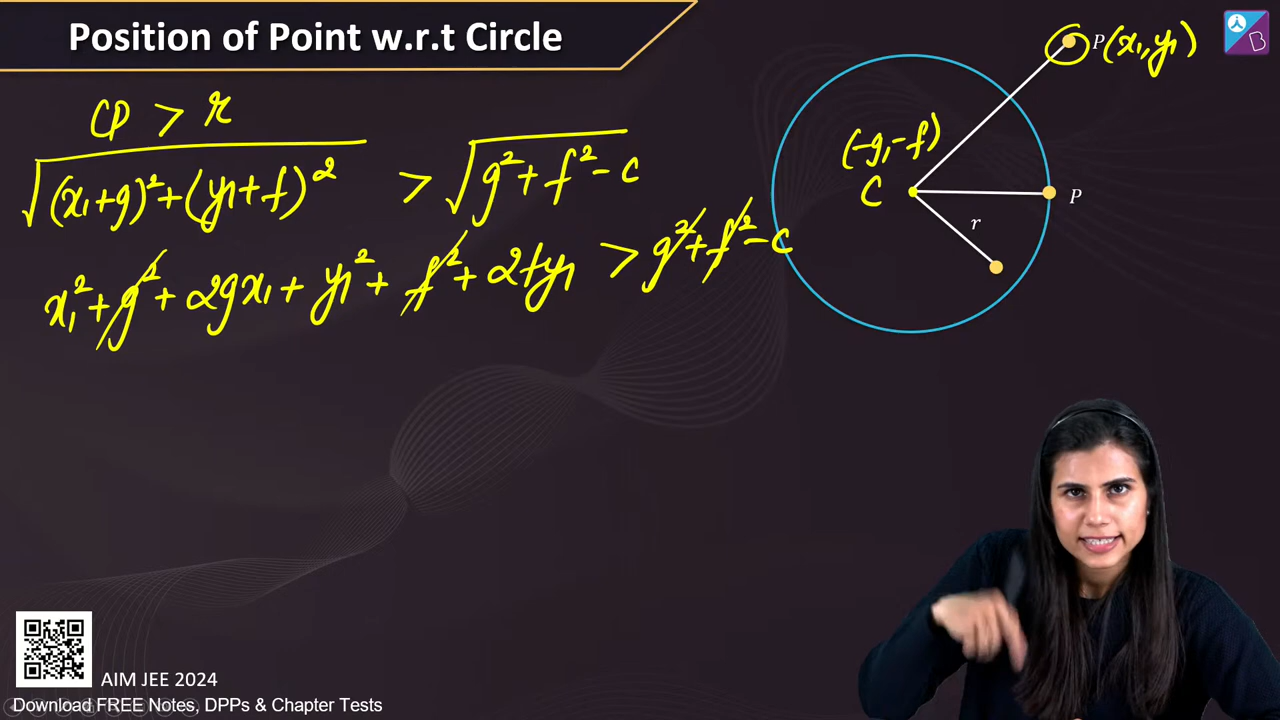 Position of Point w.r.t Circle
P(x₁,y₁)
CP > r
(-g,-f)
√((x₁+g)²+(y₁+f)²) > √(g²+f²-c)
C
P
r
x₁²+g²+2gx₁+y₁²+f²+2fy₁ > g²+f²-c
B
AIM JEE 2024
Download FREE Notes, DPPs & Chapter Tests